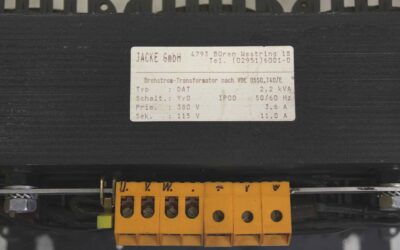 JACKE GmbH 4793 Büren Westring 18
Tel. (02951)6001-0
Drehstrom-Transformator nach VDE 0550,T40/E
Typ : DAT 2,2 kVA
Schalt.: YyO IP00 50/60 Hz
Prim. : 380 V 3,6 A
Sek. : 115 V 11,0 A
U. V. W.